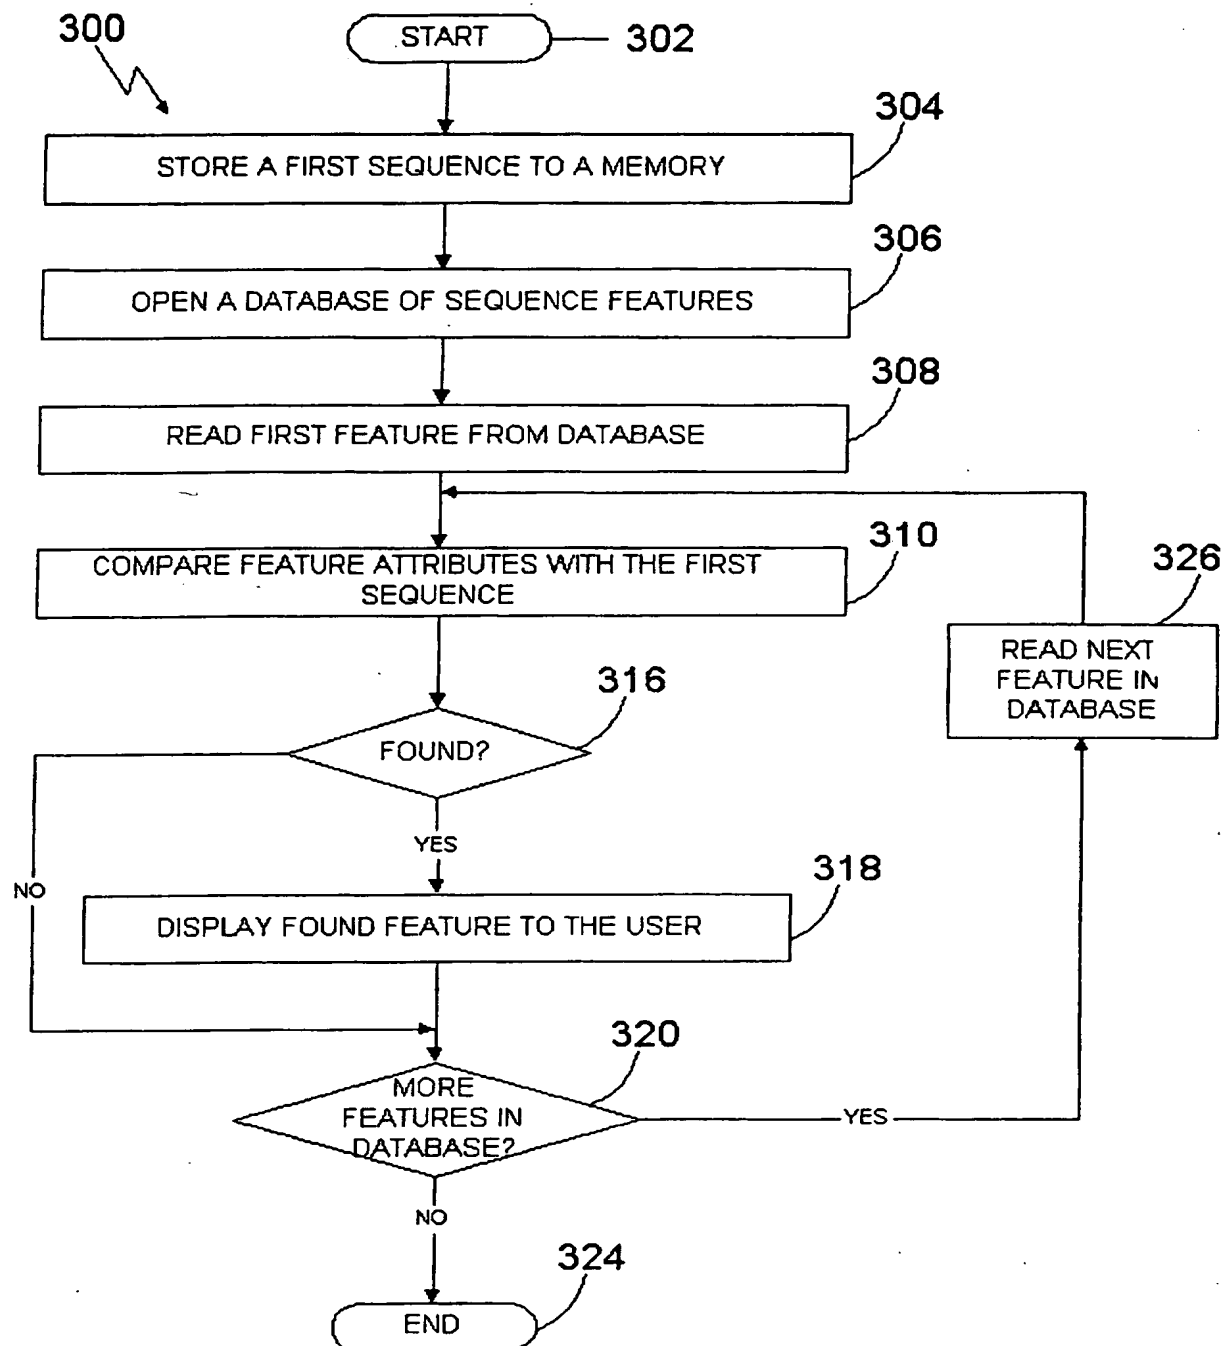 300
START
302
304
STORE A FIRST SEQUENCE TO A MEMORY
306
OPEN A DATABASE OF SEQUENCE FEATURES
308
READ FIRST FEATURE FROM DATABASE
310
COMPARE FEATURE ATTRIBUTES WITH THE FIRST
SEQUENCE
326
READ NEXT
FEATURE IN
DATABASE
316
FOUND?
YES
NO
318
DISPLAY FOUND FEATURE TO THE USER
320
MORE
FEATURES IN
DATABASE?
YES
NO
324
END